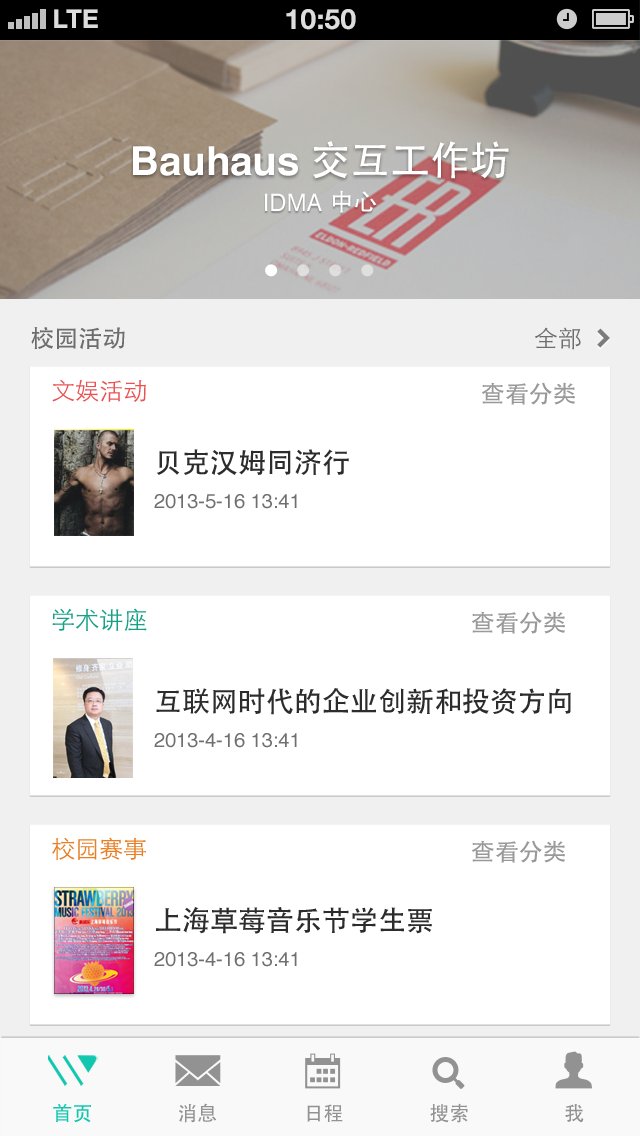 LTE 10:50
Bauhaus 交互工作坊
IDMA 中心
ELDON-REDFIELD
校园活动 全部
文娱活动 查看分类
贝克汉姆同济行
2013-5-16 13:41
学术讲座 查看分类
互联网时代的企业创新和投资方向
2013-4-16 13:41
校园赛事 查看分类
STRAWBERRY
MUSIC FESTIVAL 2013
上海草莓音乐节学生票
2013-4-16 13:41
首页 消息 日程 搜索 我